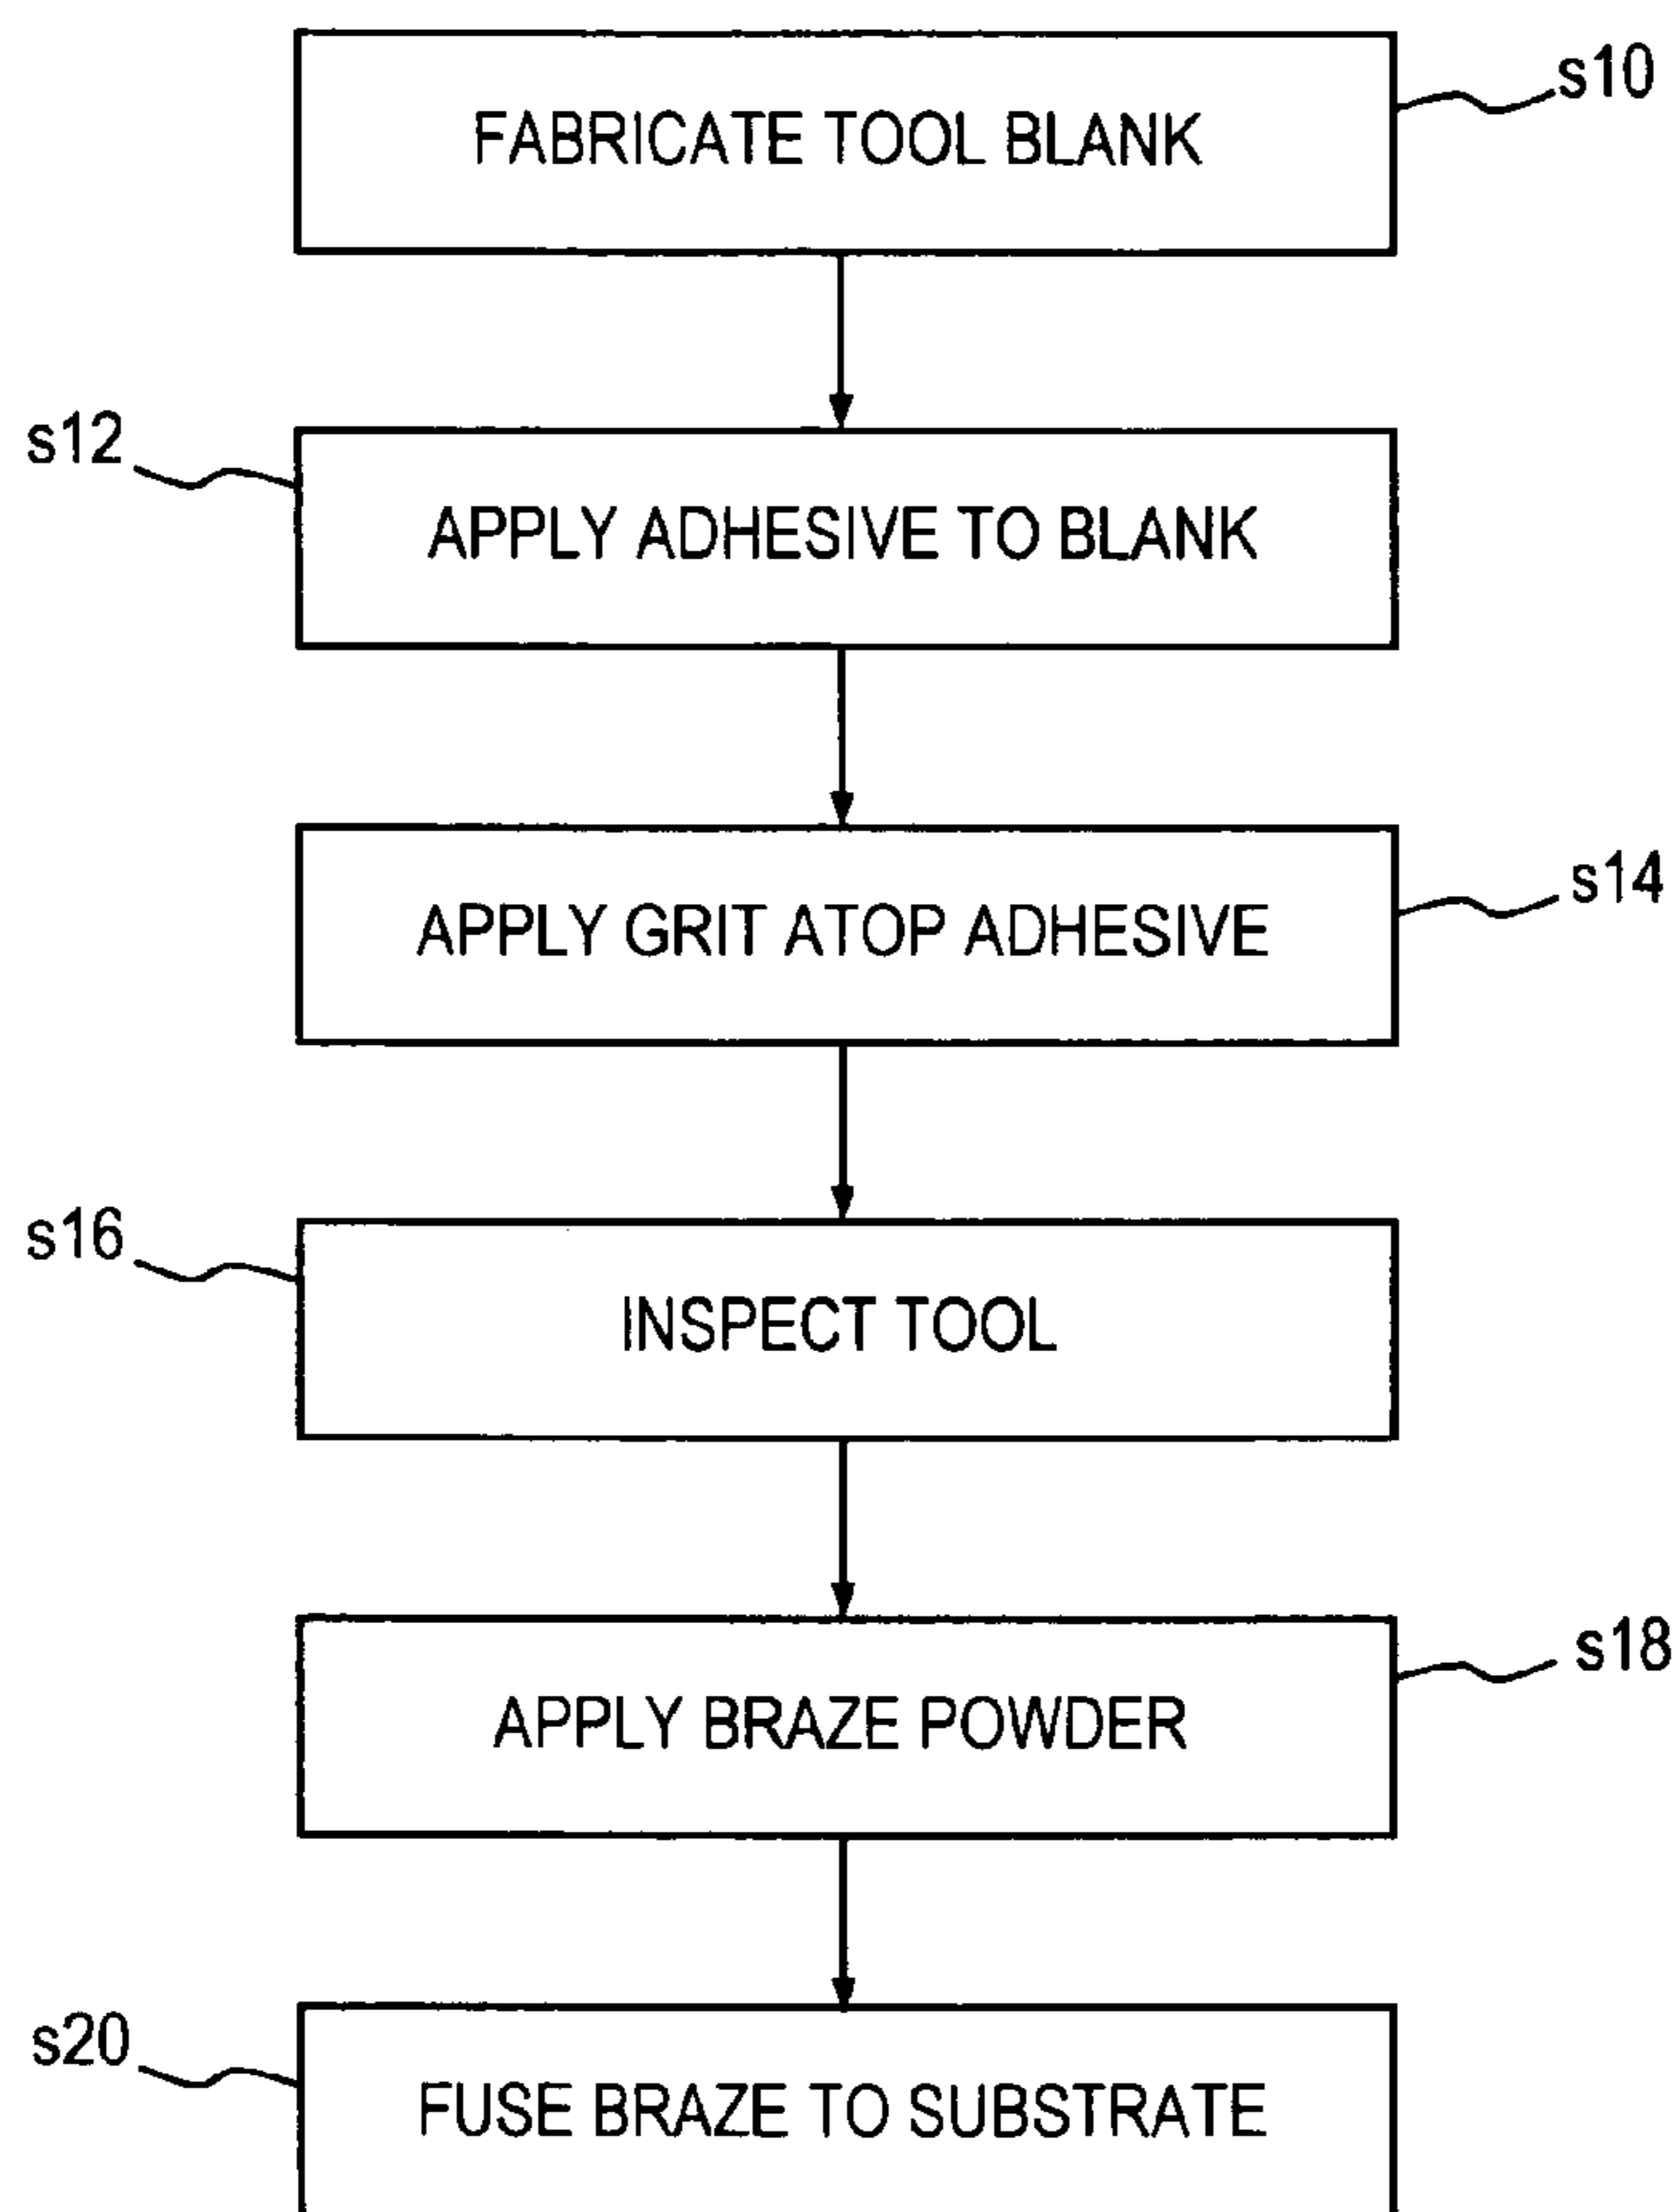 s10
FABRICATE TOOL BLANK
s12
APPLY ADHESIVE TO BLANK
s14
APPLY GRIT ATOP ADHESIVE
s16
INSPECT TOOL
s18
APPLY BRAZE POWDER
s20
FUSE BRAZE TO SUBSTRATE